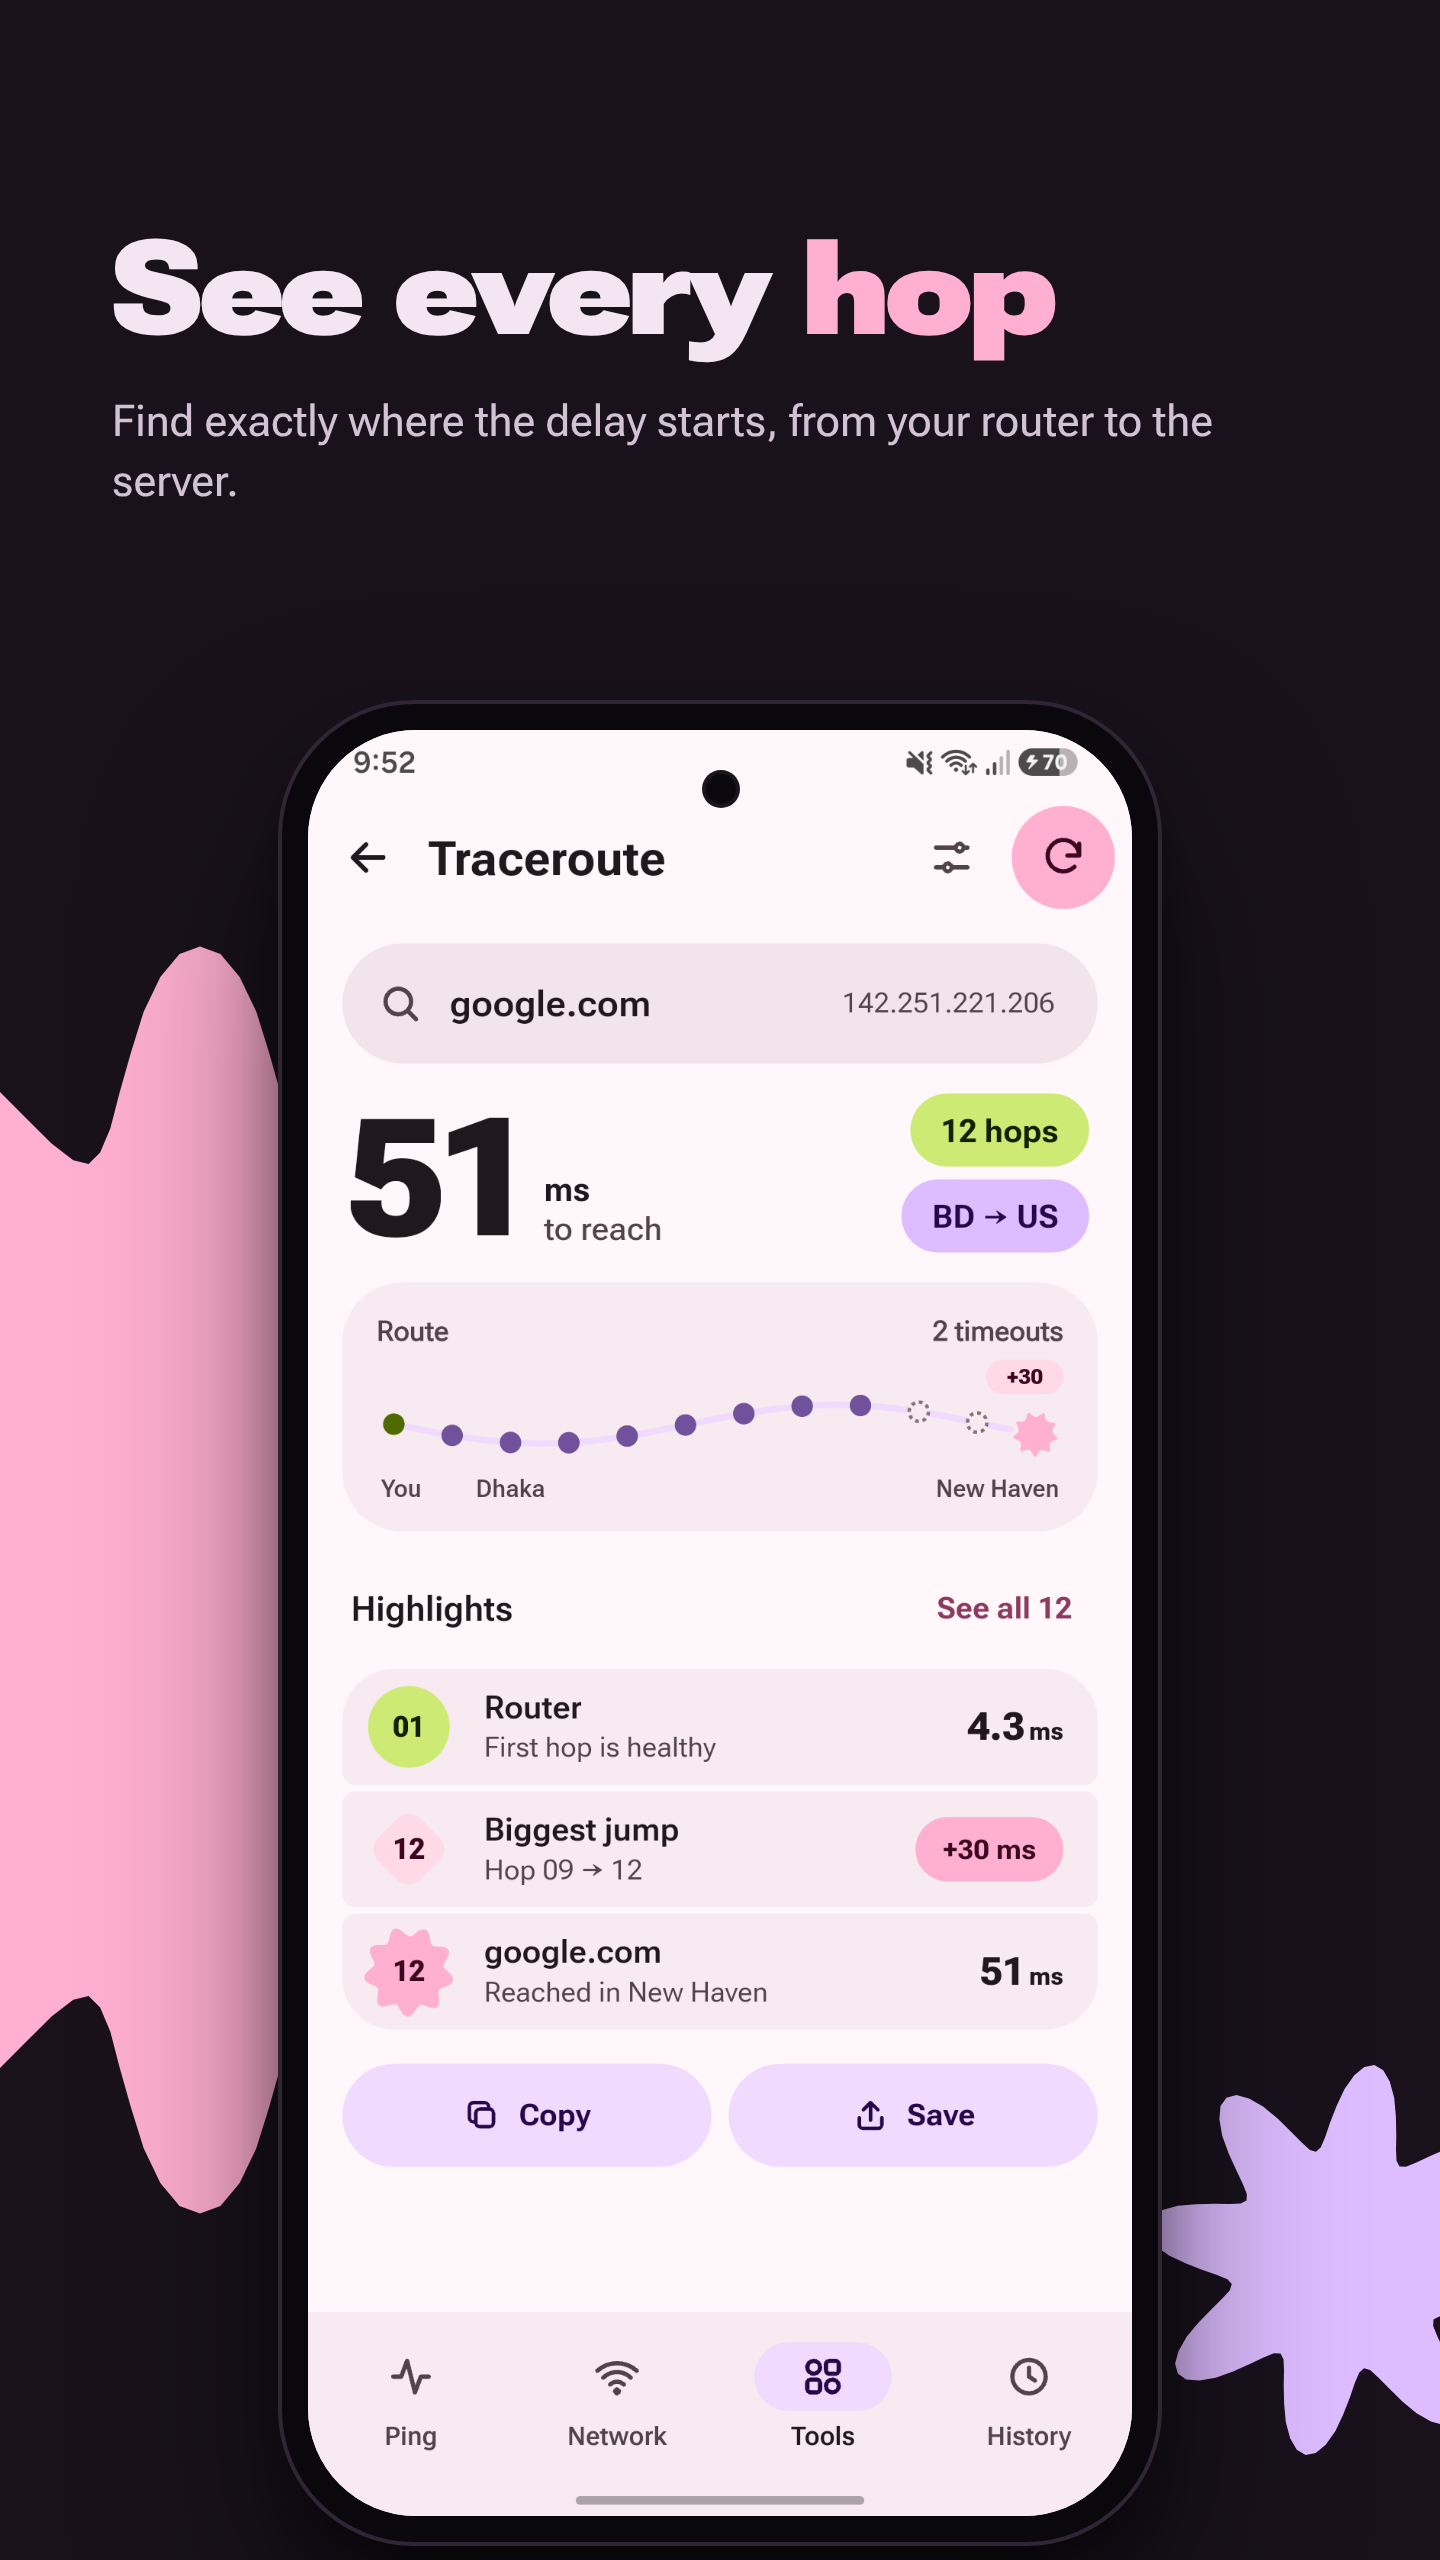 See every hop
Find exactly where the delay starts, from your router to the
server.
9:52
70
Traceroute
google.com 142.251.221.206
51 ms to reach
12 hops
BD → US
Route 2 timeouts
+30
You Dhaka New Haven
Highlights See all 12
01 Router 4.3 ms
First hop is healthy
12 Biggest jump +30 ms
Hop 09 → 12
12 google.com 51 ms
Reached in New Haven
Copy Save
Ping Network Tools History